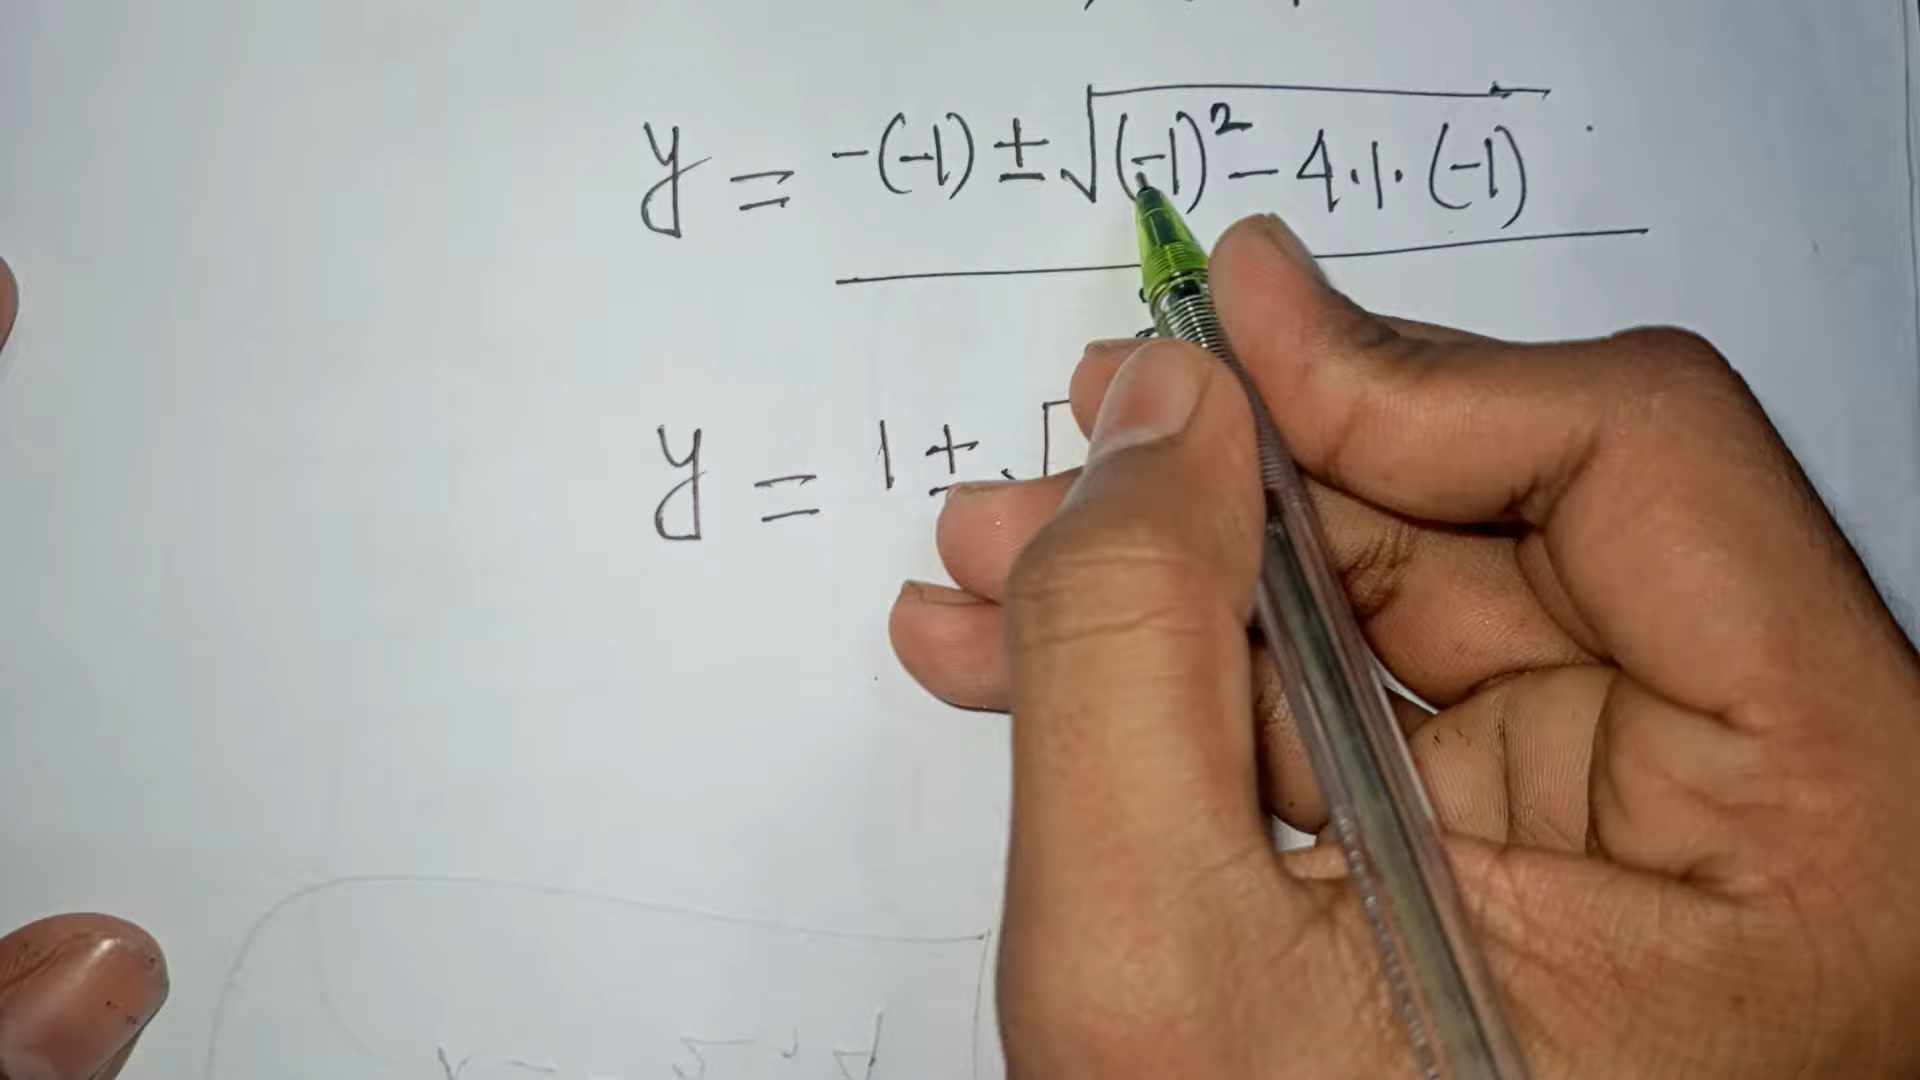 y = -(-1) ± √(-1)² - 4.1.(-1)
y = 1 ± √